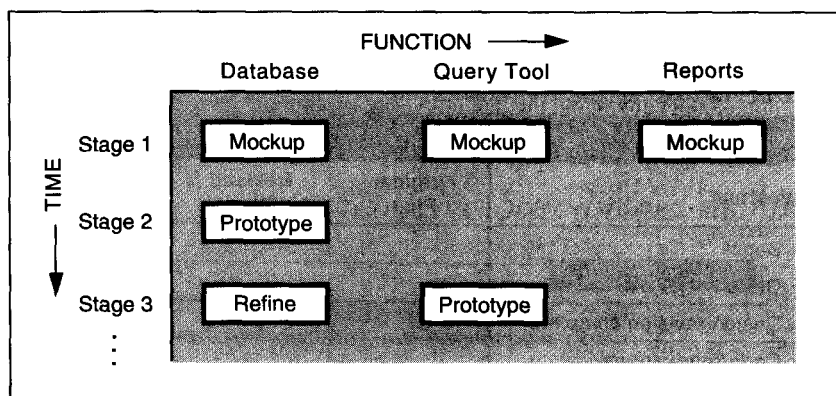 FUNCTION
Database Query Tool Reports
Stage 1 Mockup Mockup Mockup
TIME
Stage 2 Prototype
Stage 3 Refine Prototype